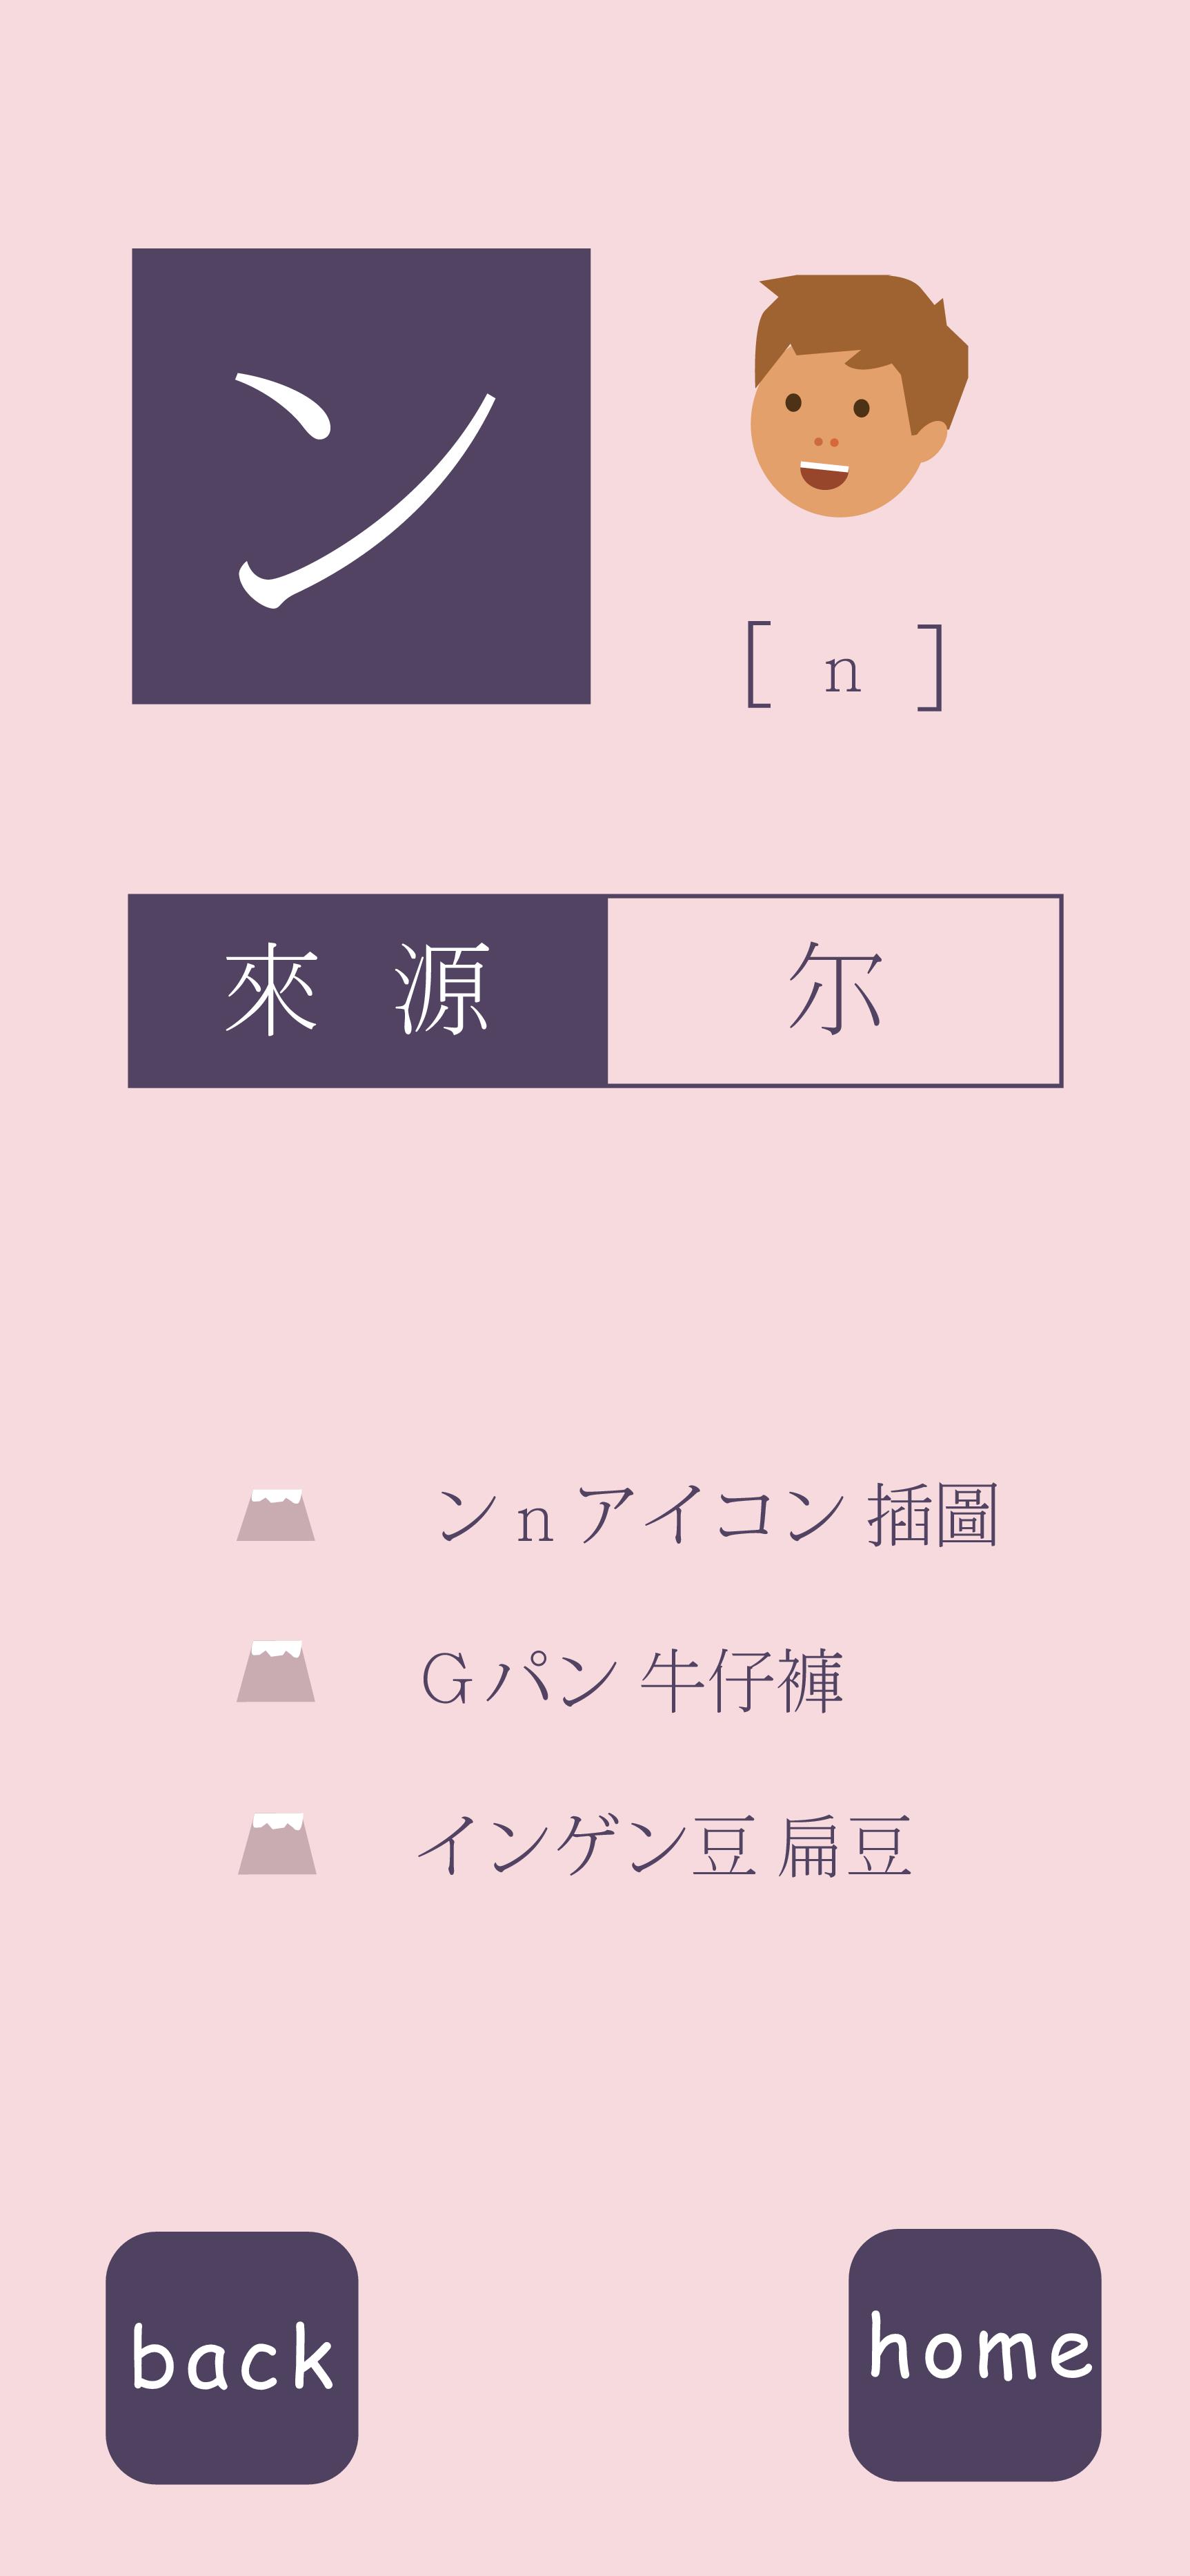 ン
[ n ]
來 源 尔
ン n アイコン 插圖
Gパン 牛仔褲
インゲン豆 扁豆
back
home